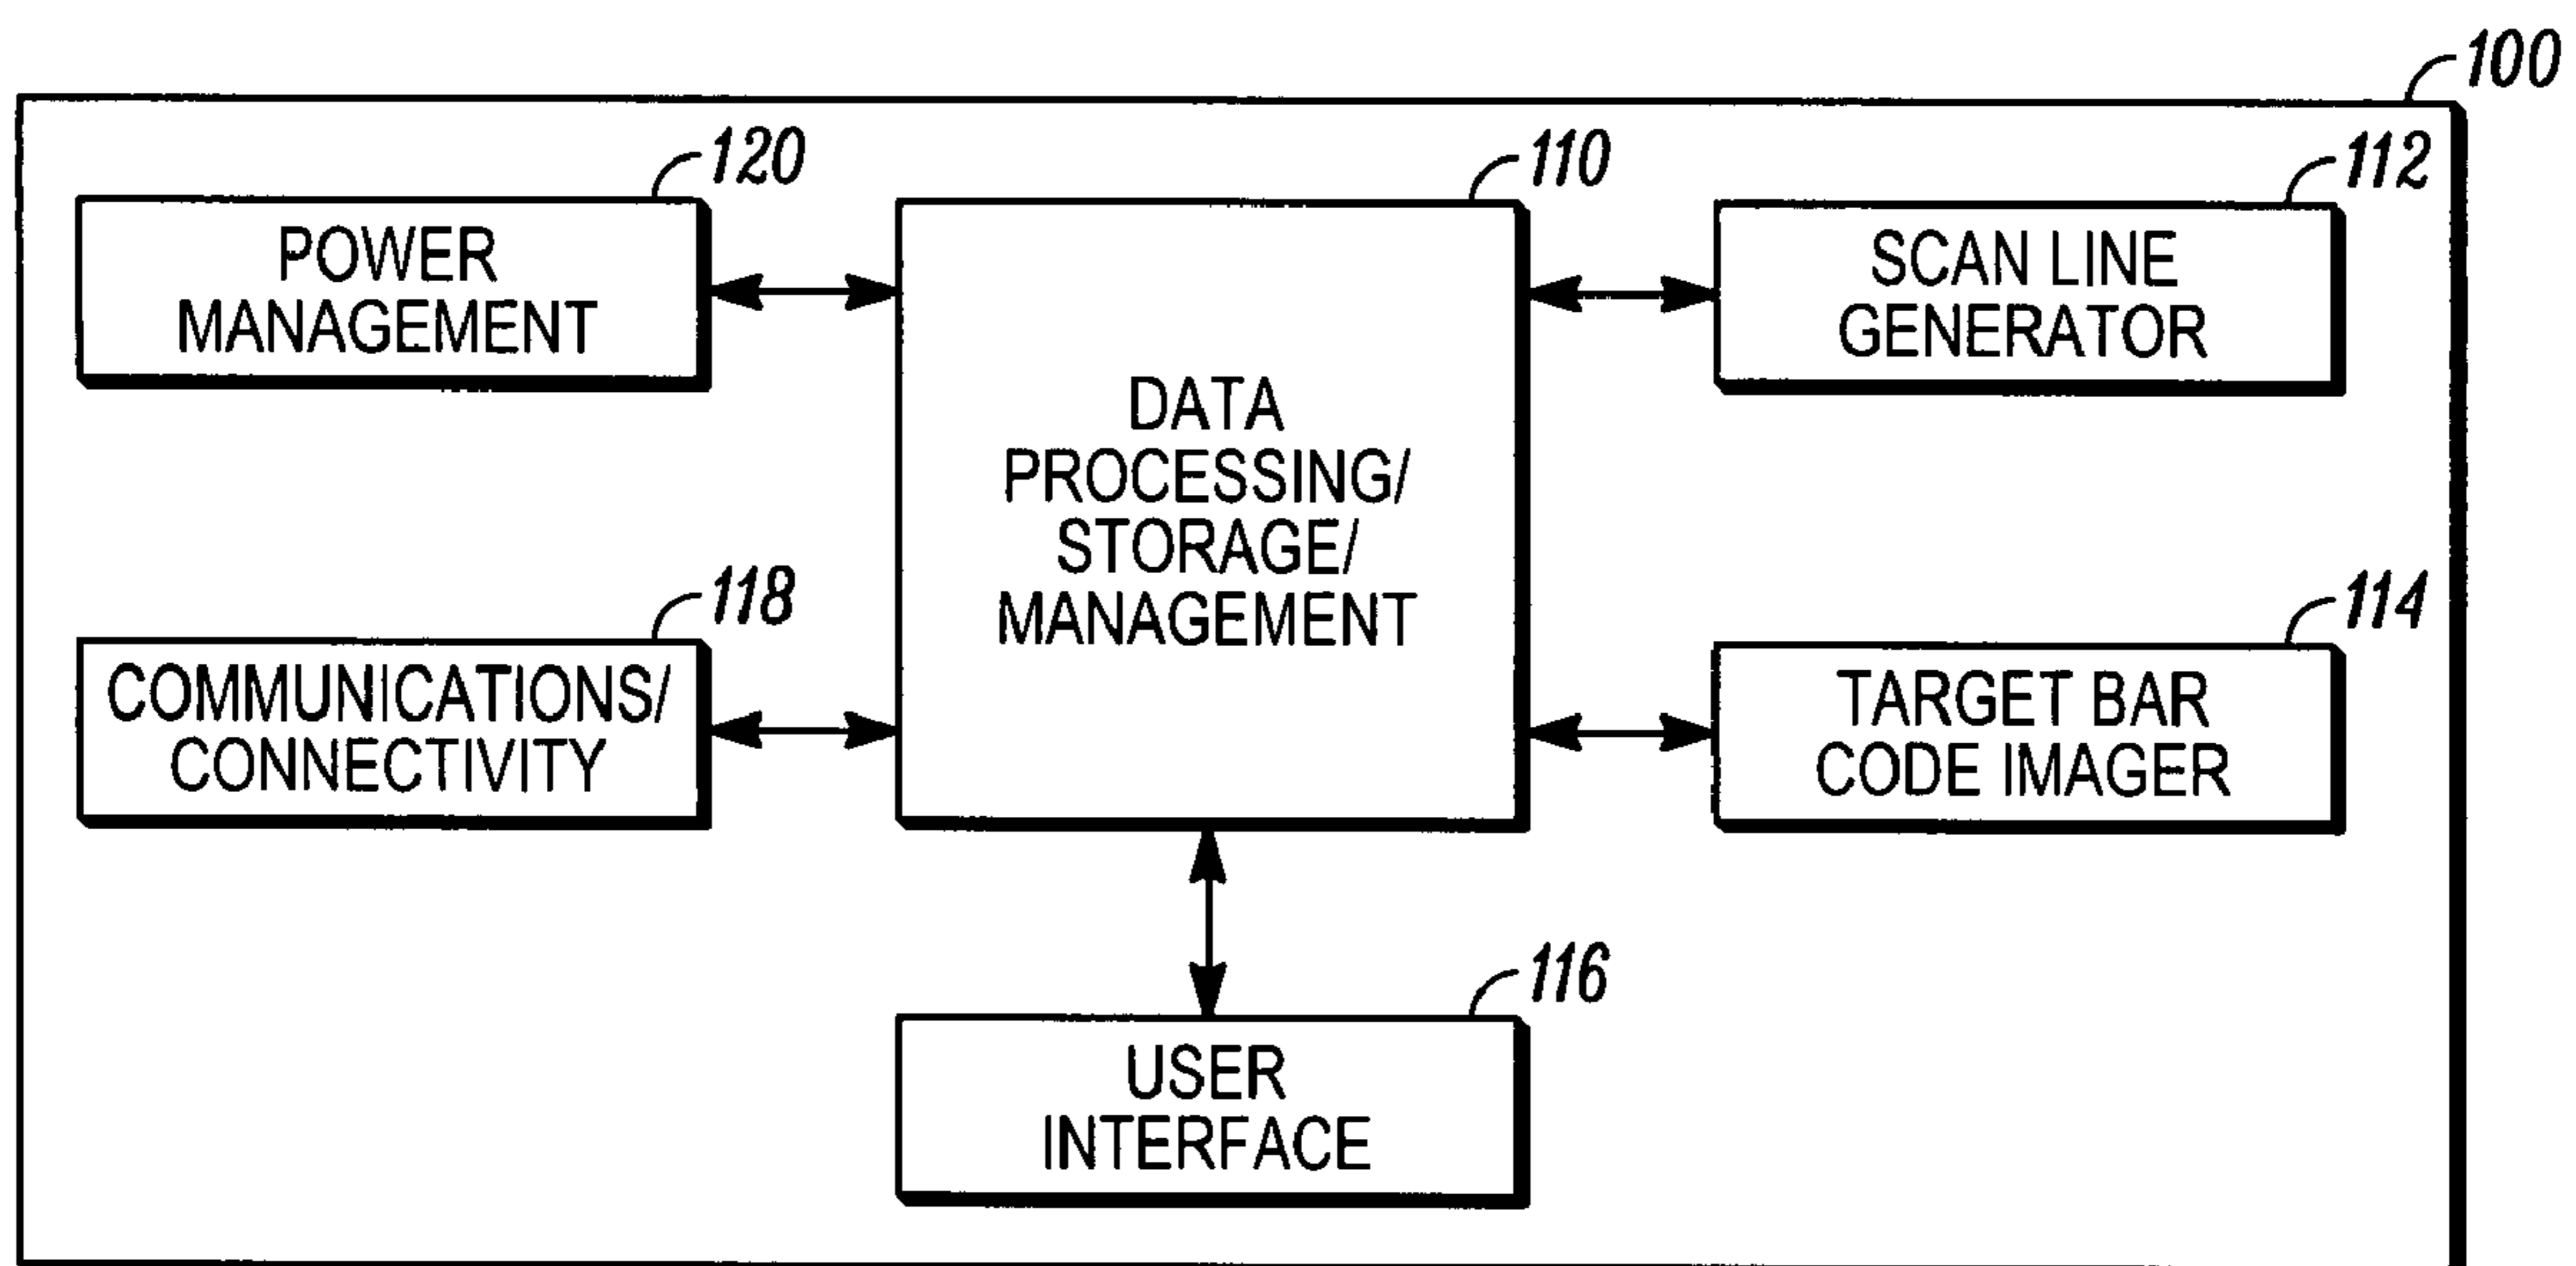 100
120
POWER
MANAGEMENT
110
DATA
PROCESSING/
STORAGE/
MANAGEMENT
112
SCAN LINE
GENERATOR
118
COMMUNICATIONS/
CONNECTIVITY
114
TARGET BAR
CODE IMAGER
116
USER
INTERFACE